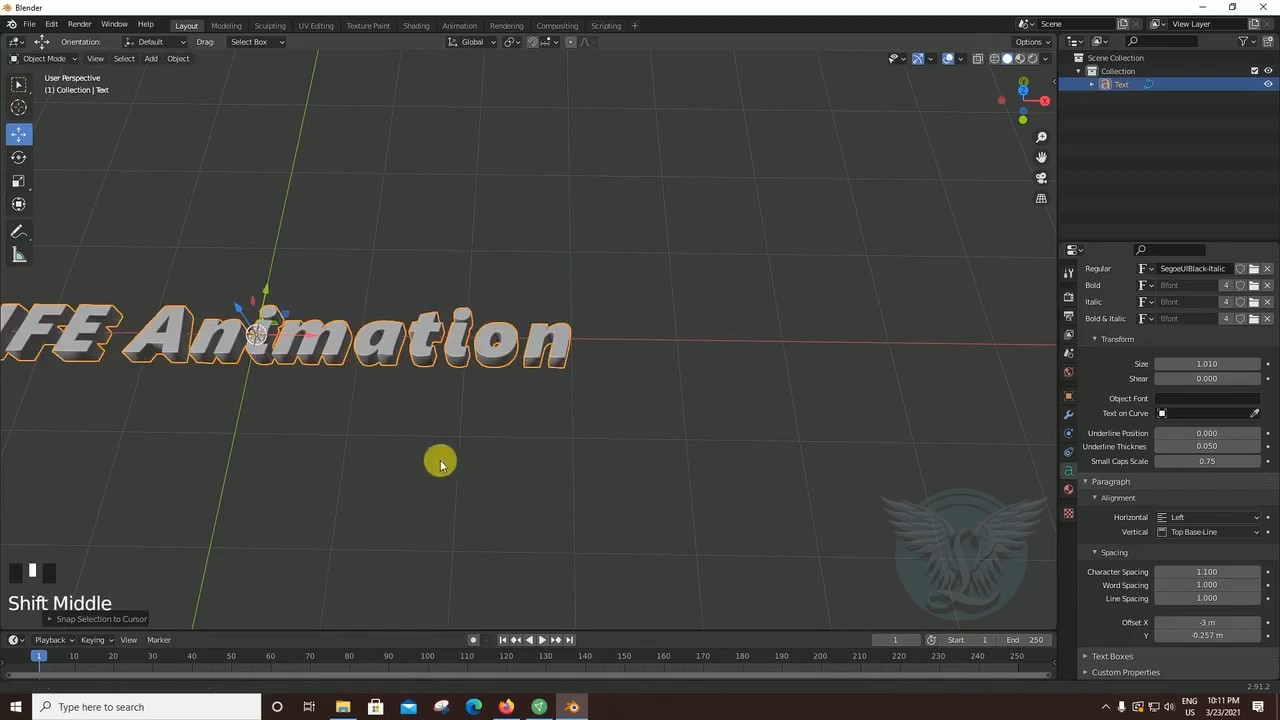 Blender
File Edit Render Window Help Layout Modeling Sculpting UV Editing Texture Paint Shading Animation Rendering Compositing Scripting + Scene View Layer
Orientation: Default Drag: Select Box Global Options
Object Mode View Select Add Object
User Perspective
(1) Collection | Text
Scene Collection
Collection
Text
IFE Animation
Y
Z
X
Regular F SegoeUIBlack-Italic
Bold F Bfont 4
Italic F Bfont 4
Bold & Italic F Bfont 4
Transform
Size 1.010
Shear 0.000
Object Font
Text on Curve
Underline Position 0.000
Underline Thicknes 0.050
Small Caps Scale 0.75
Paragraph
Alignment
Horizontal Left
Vertical Top Base-Line
Spacing
Character Spacing 1.100
Word Spacing 1.000
Line Spacing 1.000
Offset X -3 m
Y -0.257 m
Text Boxes
Custom Properties
Shift Middle
Snap Selection to Cursor
Playback Keying View Marker 1 Start 1 End 250
1 10 20 30 40 50 60 70 80 90 100 110 120 130 140 150 160 170 180 190 200 210 220 230 240 250
2.91.2
Type here to search
ENG
US
10:11 PM
3/23/2021